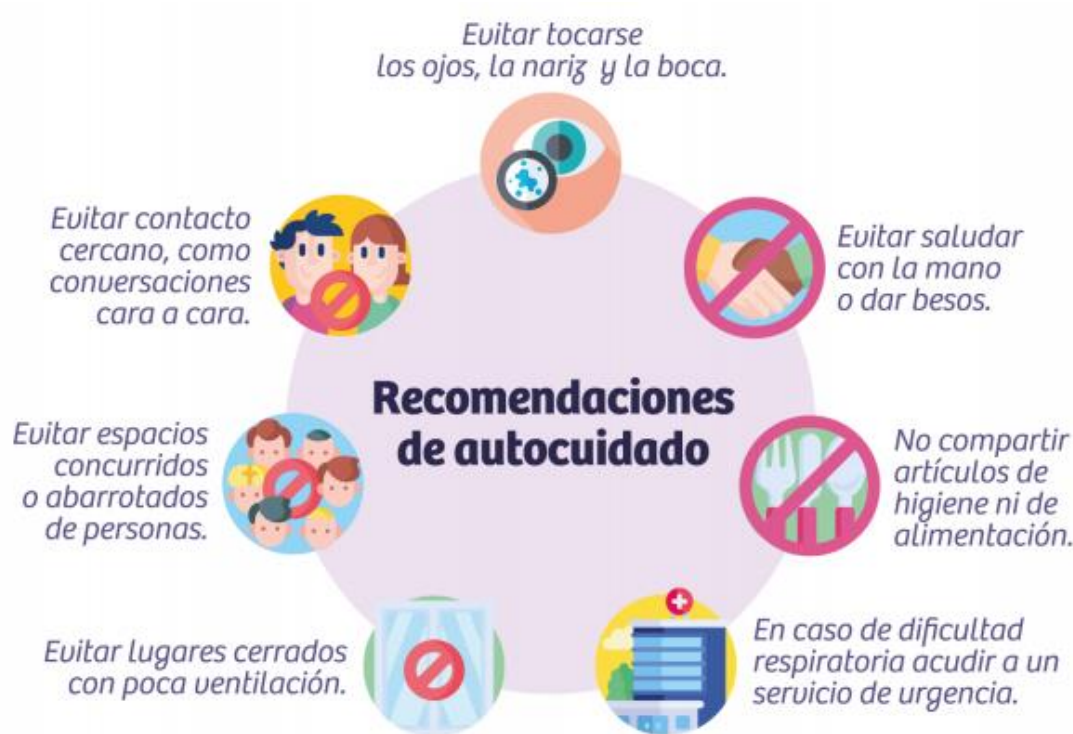 Evitar tocarse
los ojos, la nariz y la boca.
Evitar contacto
cercano, como
conversaciones
cara a cara.
Evitar saludar
con la mano
o dar besos.
Recomendaciones
de autocuidado
Evitar espacios
concurridos
o abarrotados
de personas.
No compartir
artículos de
higiene ni de
alimentación.
Evitar lugares cerrados
con poca ventilación.
En caso de dificultad
respiratoria acudir a un
servicio de urgencia.